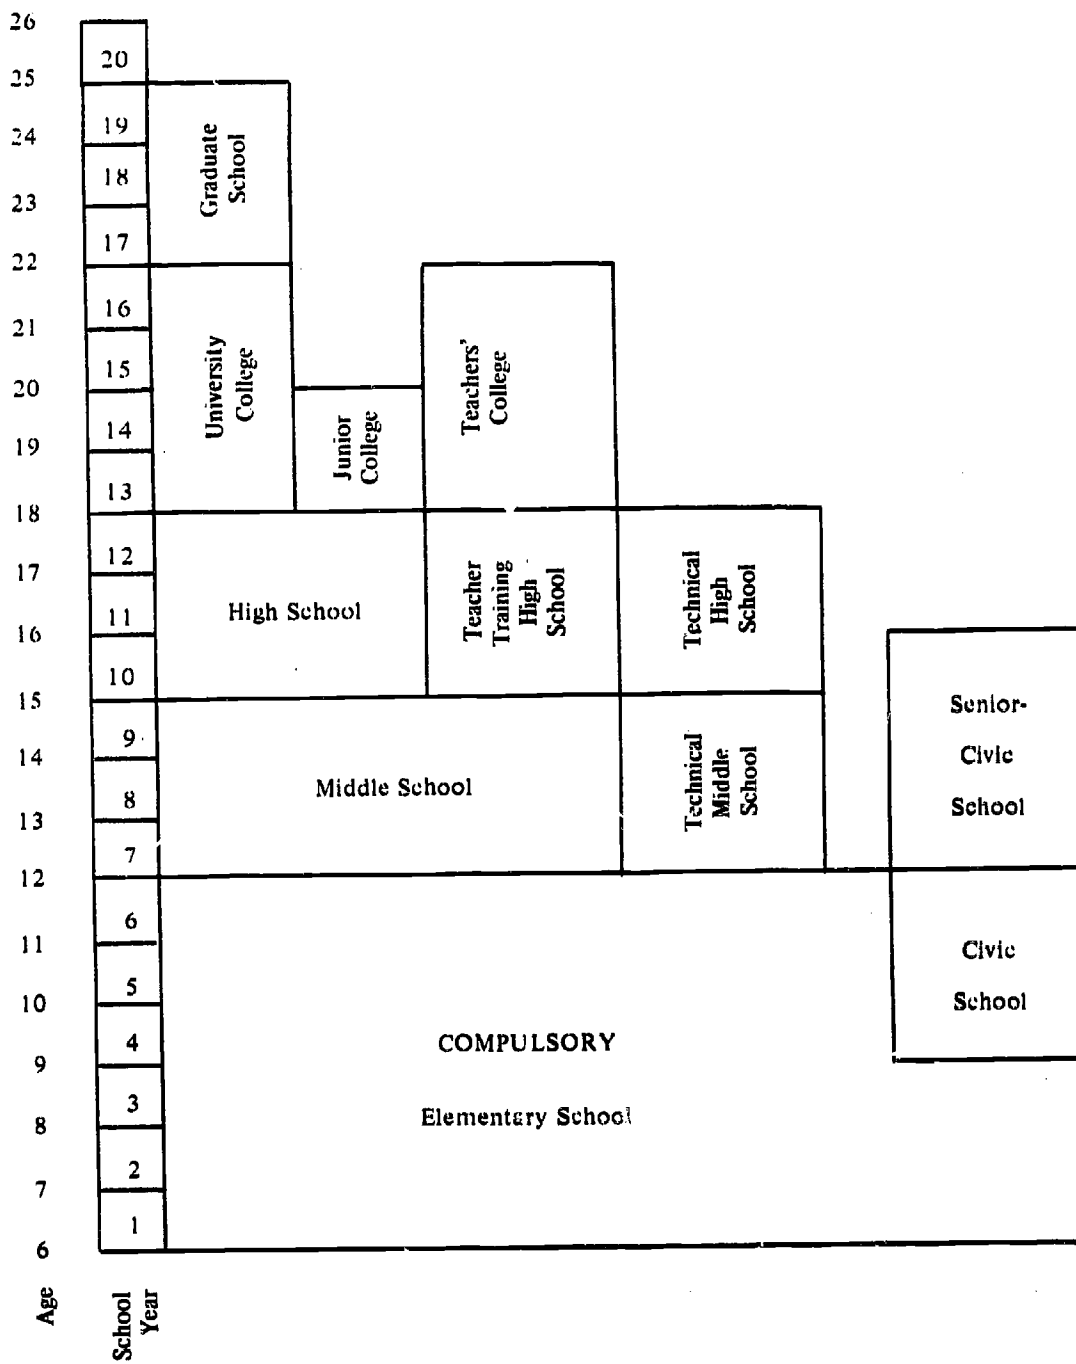 26
20
25
19
24
18
23
17
22
16
21
15
20
14
19
13
18
12
17
11
16
10
15
9
14
8
13
7
12
6
11
5
10
4
9
3
8
2
7
1
6
Age
School
Year
Graduate
School
University
College
Junior
College
Teachers'
College
High School
Teacher
Training
High
School
Technical
High
School
Middle School
Technical
Middle
School
Senior-
Civic
School
Civic
School
COMPULSORY
Elementary School